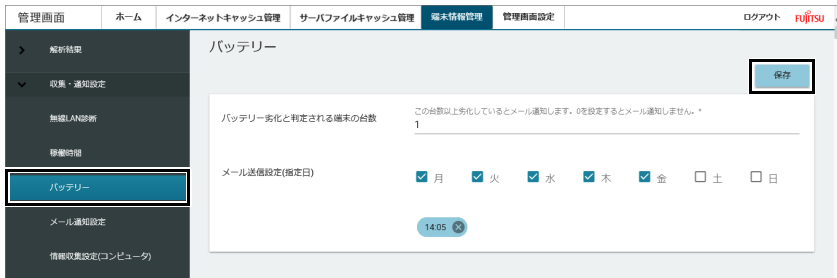 管理画面 ホーム インターネットキャッシュ管理 サーバファイルキャッシュ管理 端末情報管理 管理画面設定 ログアウト FUJITSU
解析結果
収集・通知設定
無線LAN診断
稼働時間
バッテリー
メール通知設定
情報収集設定(コンピュータ)
バッテリー
保存
バッテリー劣化と判定される端末の台数
この台数以上劣化しているとメール通知します。0を設定するとメール通知しません。*
1
メール送信設定(指定日)
月 火 水 木 金 土 日
14:05